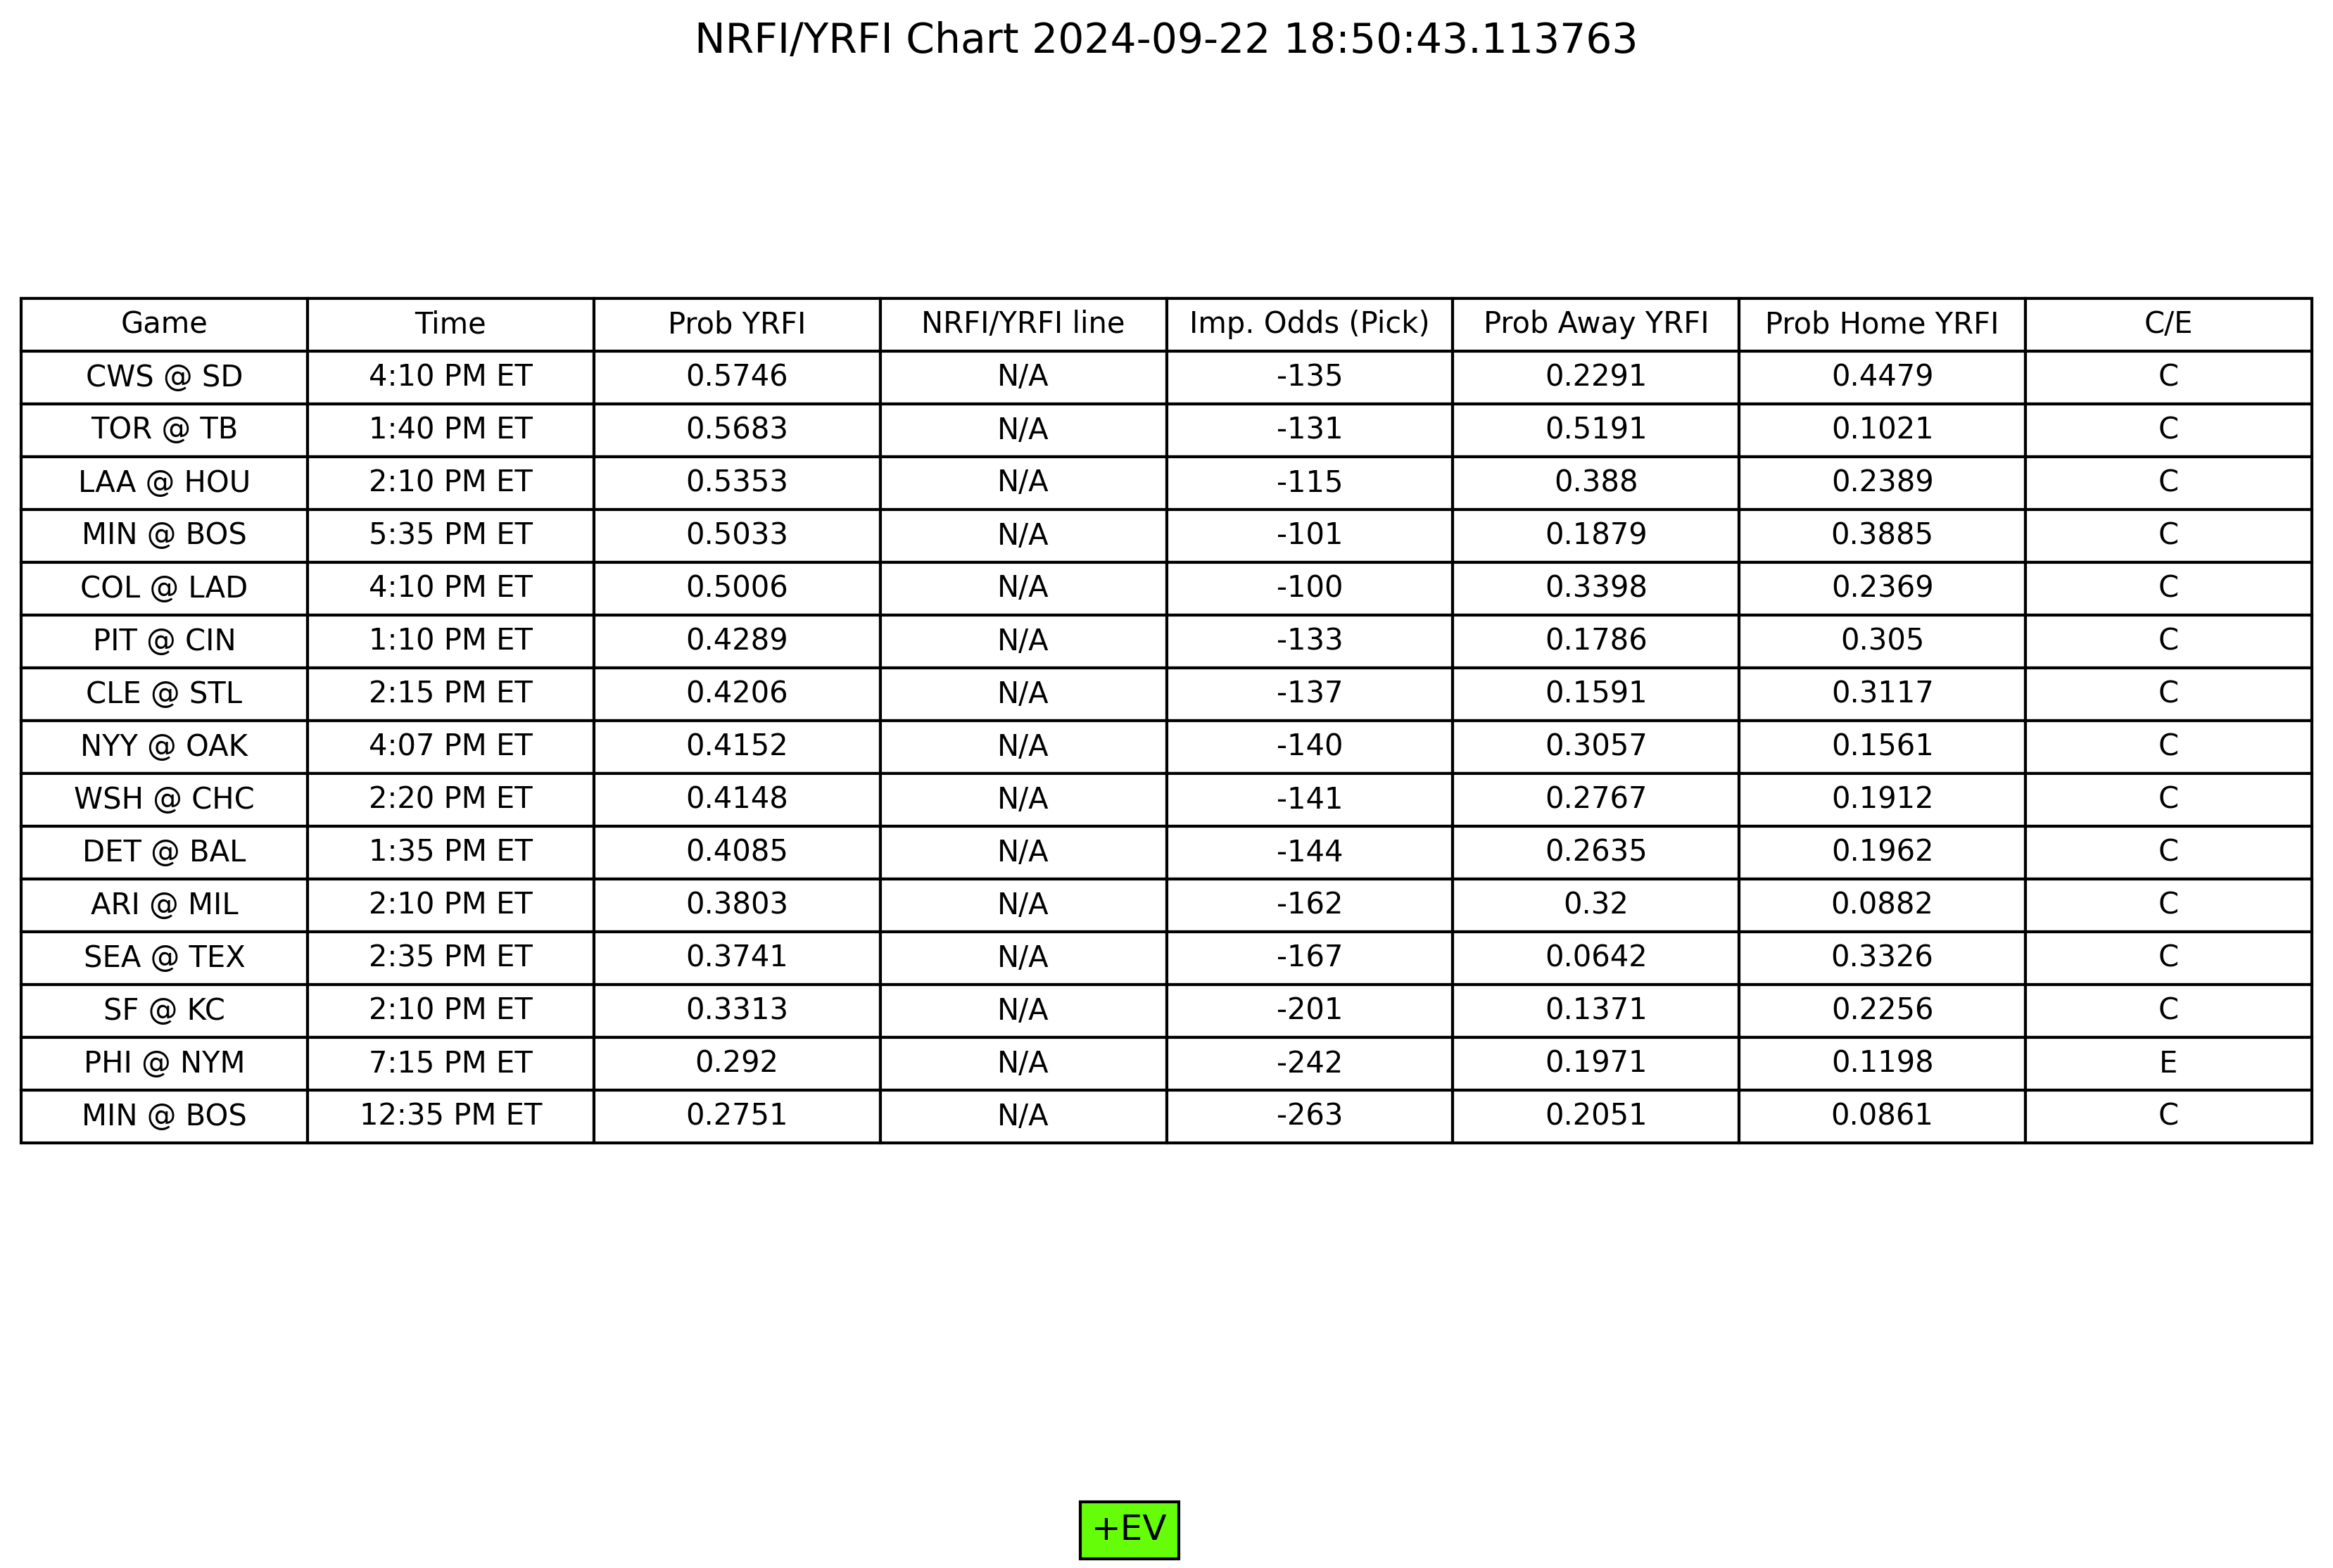 NRFI/YRFI Chart 2024-09-22 18:50:43.113763
Game Time Prob YRFI NRFI/YRFI line Imp. Odds (Pick) Prob Away YRFI Prob Home YRFI C/E
CWS @ SD 4:10 PM ET 0.5746 N/A -135 0.2291 0.4479 C
TOR @ TB 1:40 PM ET 0.5683 N/A -131 0.5191 0.1021 C
LAA @ HOU 2:10 PM ET 0.5353 N/A -115 0.388 0.2389 C
MIN @ BOS 5:35 PM ET 0.5033 N/A -101 0.1879 0.3885 C
COL @ LAD 4:10 PM ET 0.5006 N/A -100 0.3398 0.2369 C
PIT @ CIN 1:10 PM ET 0.4289 N/A -133 0.1786 0.305 C
CLE @ STL 2:15 PM ET 0.4206 N/A -137 0.1591 0.3117 C
NYY @ OAK 4:07 PM ET 0.4152 N/A -140 0.3057 0.1561 C
WSH @ CHC 2:20 PM ET 0.4148 N/A -141 0.2767 0.1912 C
DET @ BAL 1:35 PM ET 0.4085 N/A -144 0.2635 0.1962 C
ARI @ MIL 2:10 PM ET 0.3803 N/A -162 0.32 0.0882 C
SEA @ TEX 2:35 PM ET 0.3741 N/A -167 0.0642 0.3326 C
SF @ KC 2:10 PM ET 0.3313 N/A -201 0.1371 0.2256 C
PHI @ NYM 7:15 PM ET 0.292 N/A -242 0.1971 0.1198 E
MIN @ BOS 12:35 PM ET 0.2751 N/A -263 0.2051 0.0861 C
+EV